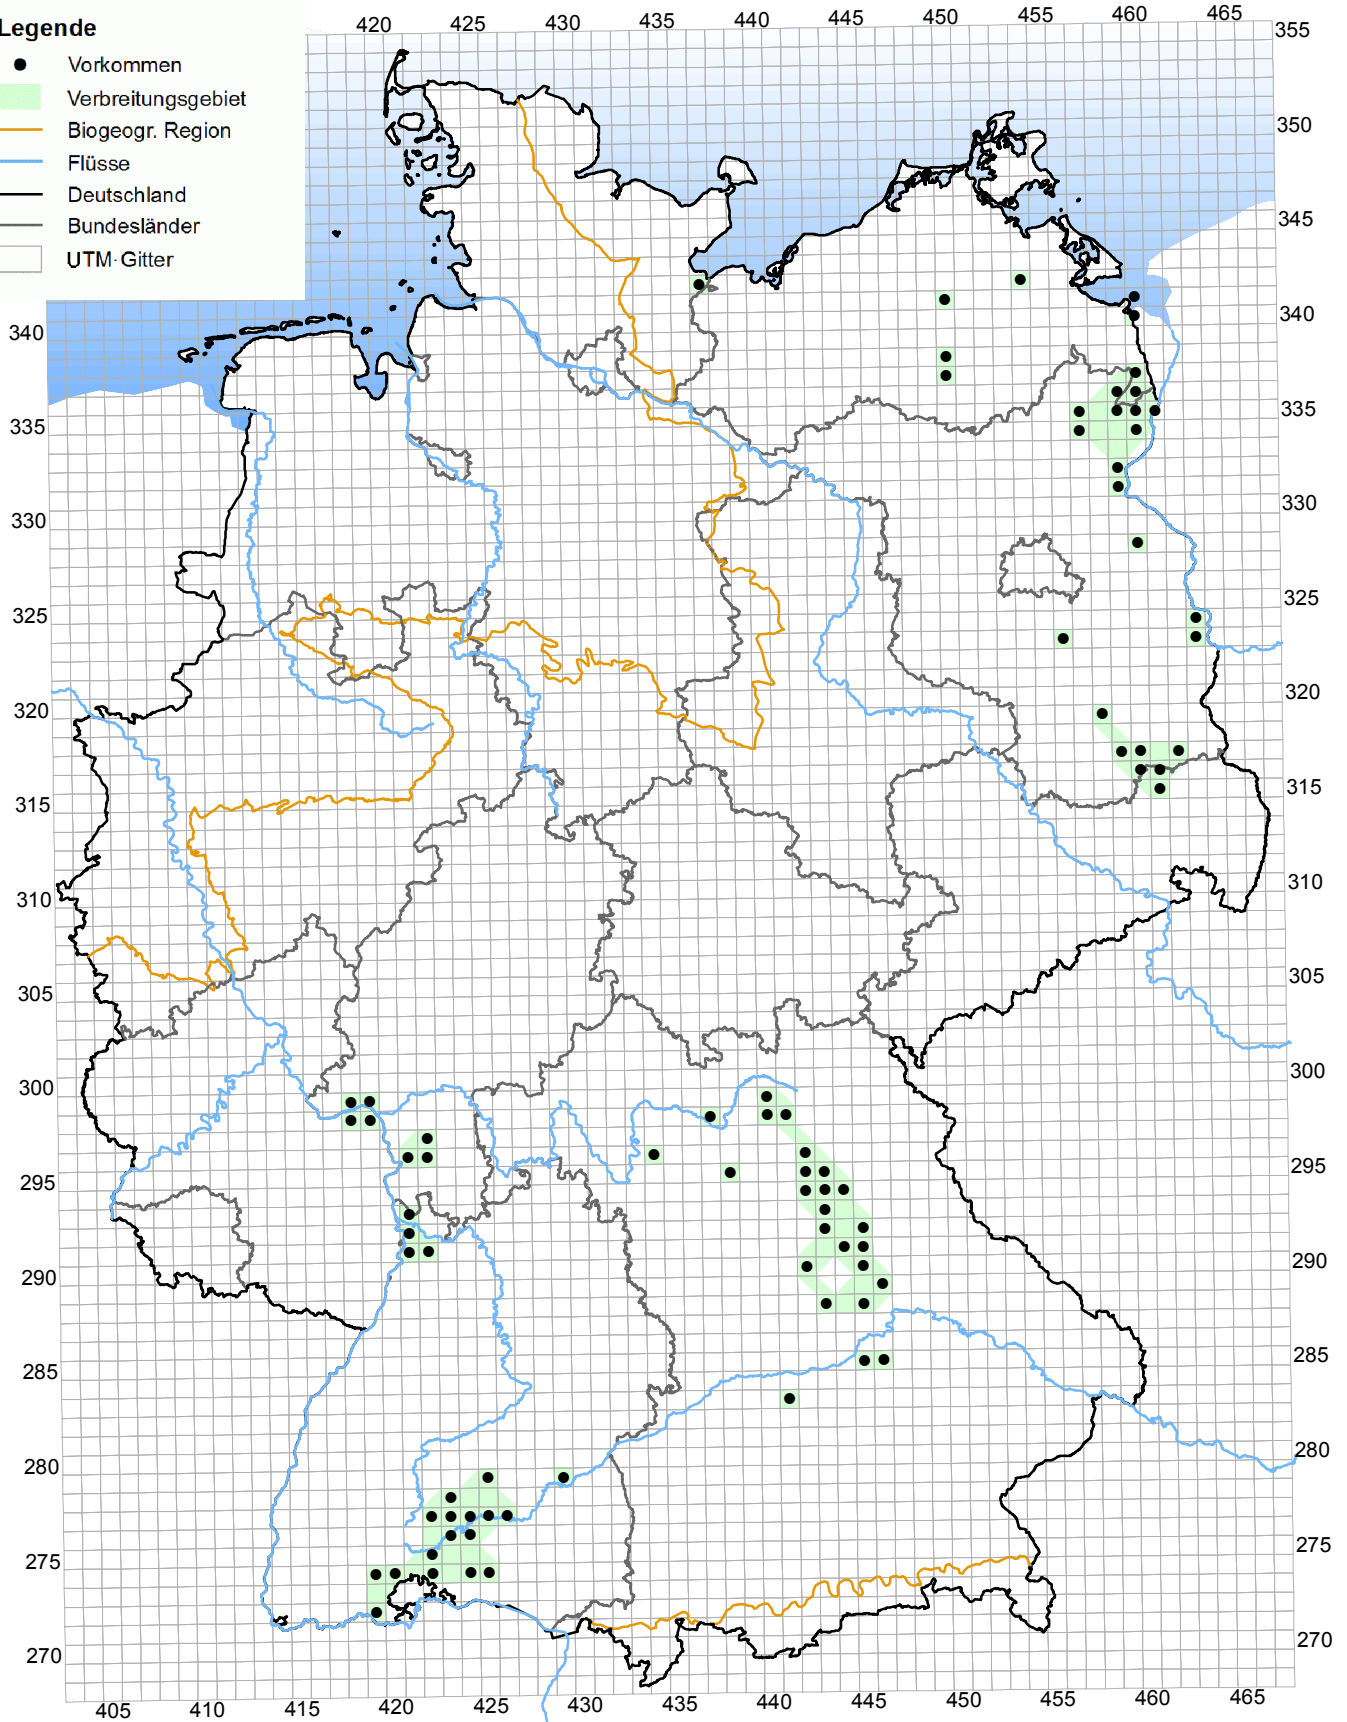 420 425 430 435 440 445 450 455 460 465
Legende
355
Vorkommen
Verbreitungsgebiet
Biogeogr. Region
350
Flüsse
Deutschland
Bundesländer
345
UTM-Gitter
340 340
335 335
330 330
325 325
320 320
315 315
310 310
305 305
300 300
295 295
290 290
285 285
280 280
275 275
270 270
405 410 415 420 425 430 435 440 445 450 455 460 465